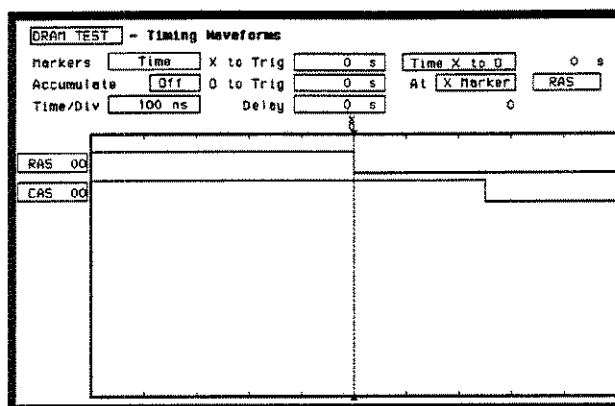 DRAM TEST - Timing Waveforms
Markers Time X to Trig 0 s Time X to O 0 s
Accumulate Off O to Trig 0 s At X Marker RAS
Time/Div 100 ns Delay 0 s 0
X
O
RAS 00
CAS 00